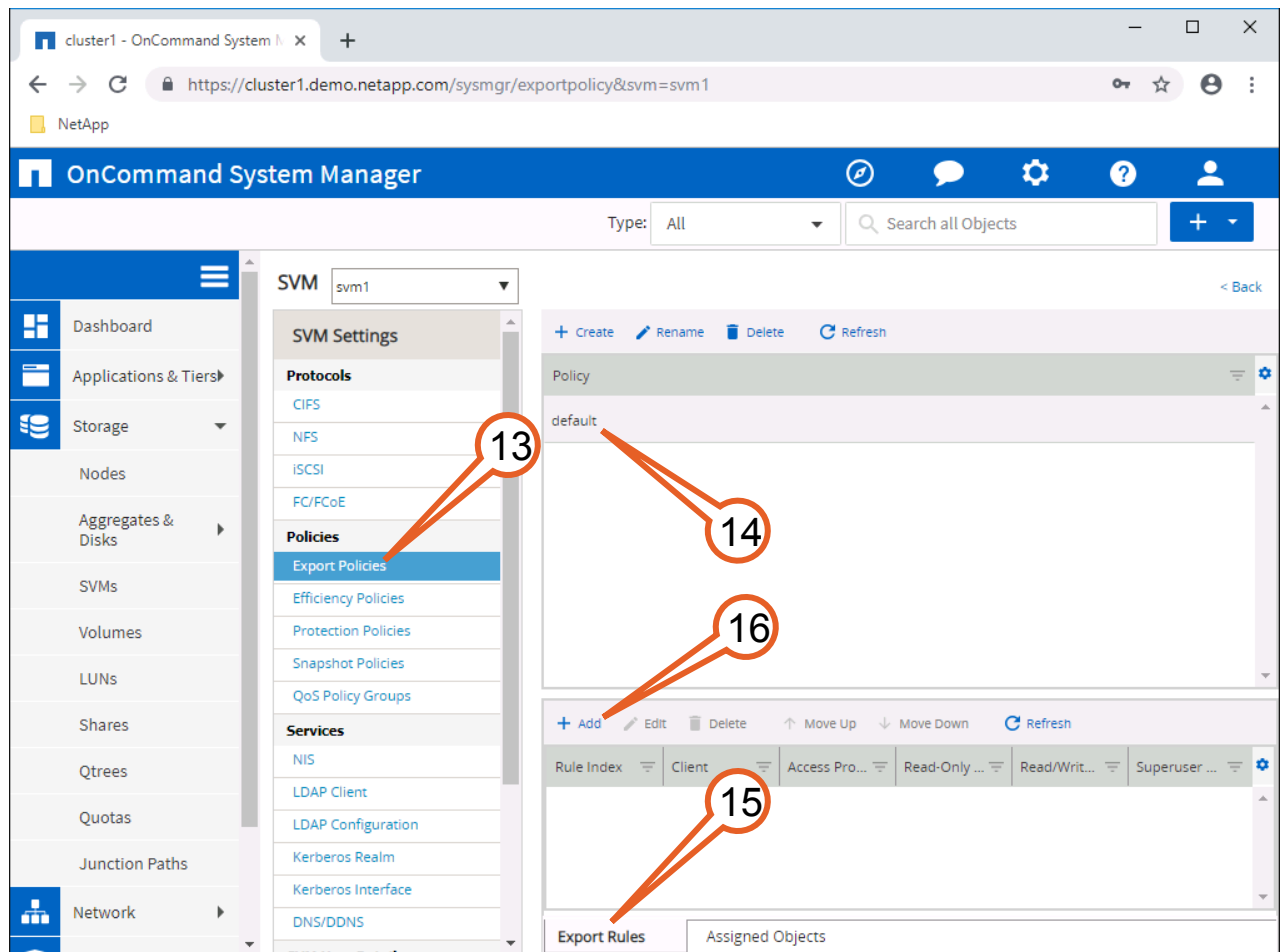 cluster1 - OnCommand System M
https://cluster1.demo.netapp.com/sysmgr/exportpolicy&svm=svm1
NetApp
OnCommand System Manager
Type: All
Search all Objects
SVM svm1
< Back
Dashboard
Applications & Tiers
Storage
Nodes
Aggregates &
Disks
SVMs
Volumes
LUNs
Shares
Qtrees
Quotas
Junction Paths
Network
SVM Settings
Protocols
CIFS
NFS
iSCSI
FC/FCoE
Policies
Export Policies
Efficiency Policies
Protection Policies
Snapshot Policies
QoS Policy Groups
Services
NIS
LDAP Client
LDAP Configuration
Kerberos Realm
Kerberos Interface
DNS/DDNS
+ Create Rename Delete Refresh
Policy
default
13
14
16
+ Add Edit Delete Move Up Move Down Refresh
Rule Index Client Access Pro... Read-Only ... Read/Writ... Superuser ...
15
Export Rules Assigned Objects